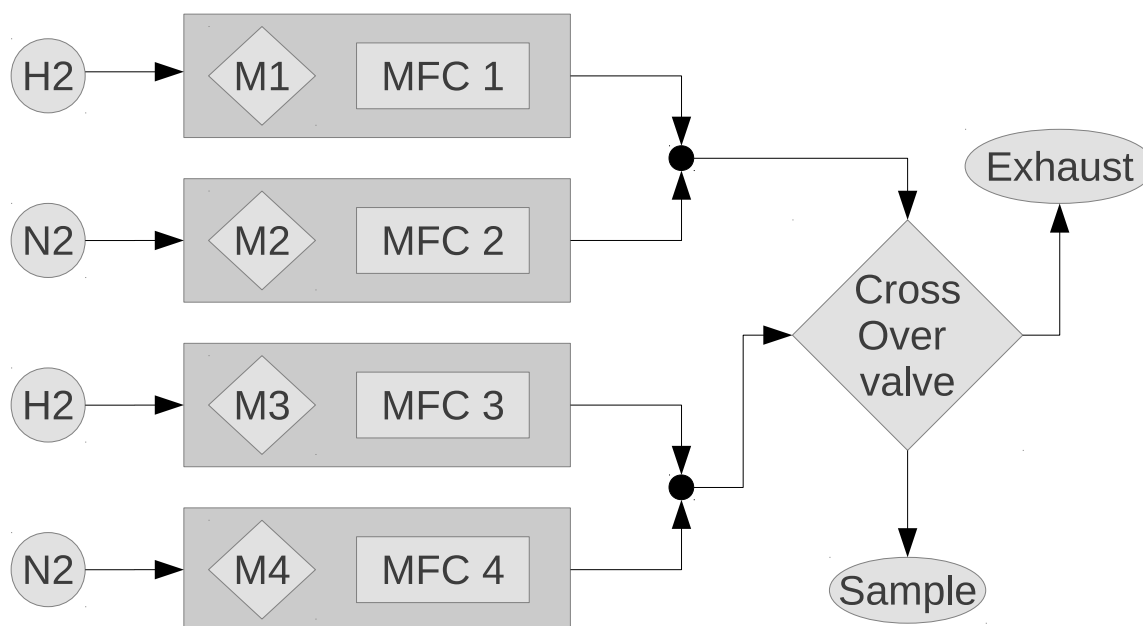 H2
M1
MFC 1
N2
M2
MFC 2
H2
M3
MFC 3
N2
M4
MFC 4
Exhaust
Cross
Over
valve
Sample